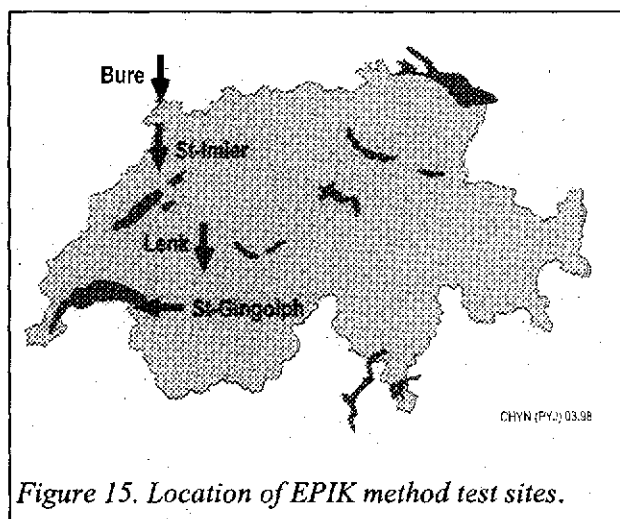 Bure
St-Imier
Lenk
St-Gingolph
CHYN (PYJ) 03.98
Figure 15. Location of EPIK method test sites.